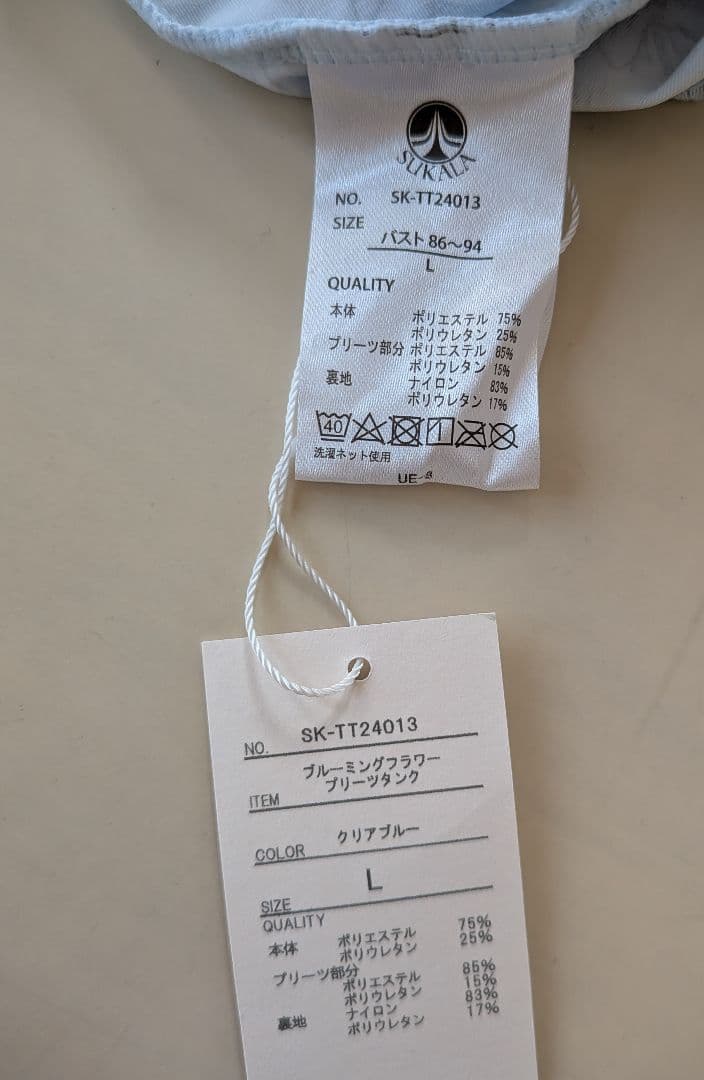 SUKALA
NO. SK-TT24013
SIZE
バスト 86～94
L
QUALITY
本体 ポリエステル 75%
ポリウレタン 25%
プリーツ部分 ポリエステル 85%
ポリウレタン 15%
裏地 ナイロン 83%
ポリウレタン 17%
40
洗濯ネット使用
UE-
NO. SK-TT24013
ブルーミングフラワー
プリーツタンク
ITEM
COLOR クリアブルー
L
SIZE
QUALITY
本体 ポリエステル 75%
ポリウレタン 25%
プリーツ部分
ポリエステル 85%
ポリウレタン 15%
裏地 ナイロン 83%
ポリウレタン 17%